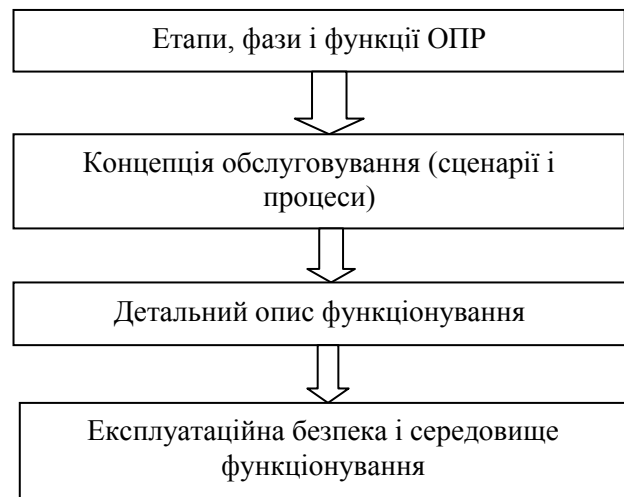 Етапи, фази і функції ОПР
Концепція обслуговування (сценарії і
процеси)
Детальний опис функціонування
Експлуатаційна безпека і середовище
функціонування